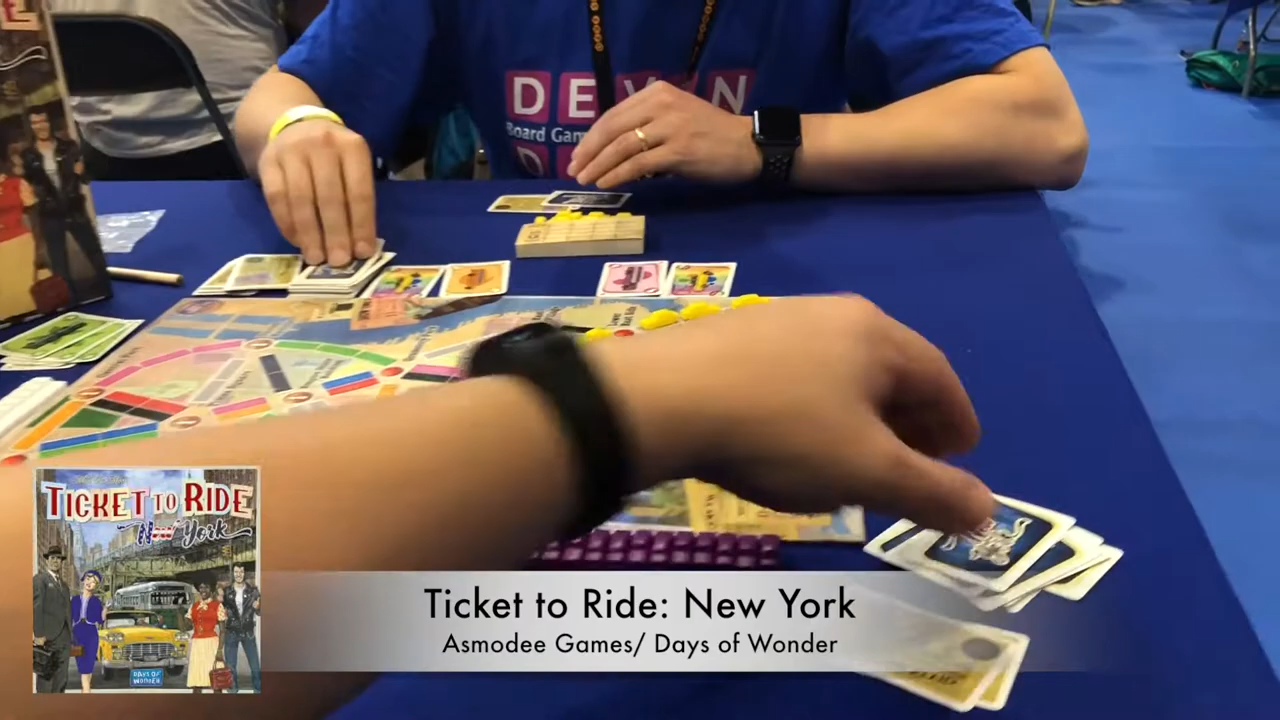 DEV N
Board Gam
D
TICKET TO RIDE
New York
DAYS OF
WONDER
Ticket to Ride: New York
Asmodee Games/ Days of Wonder